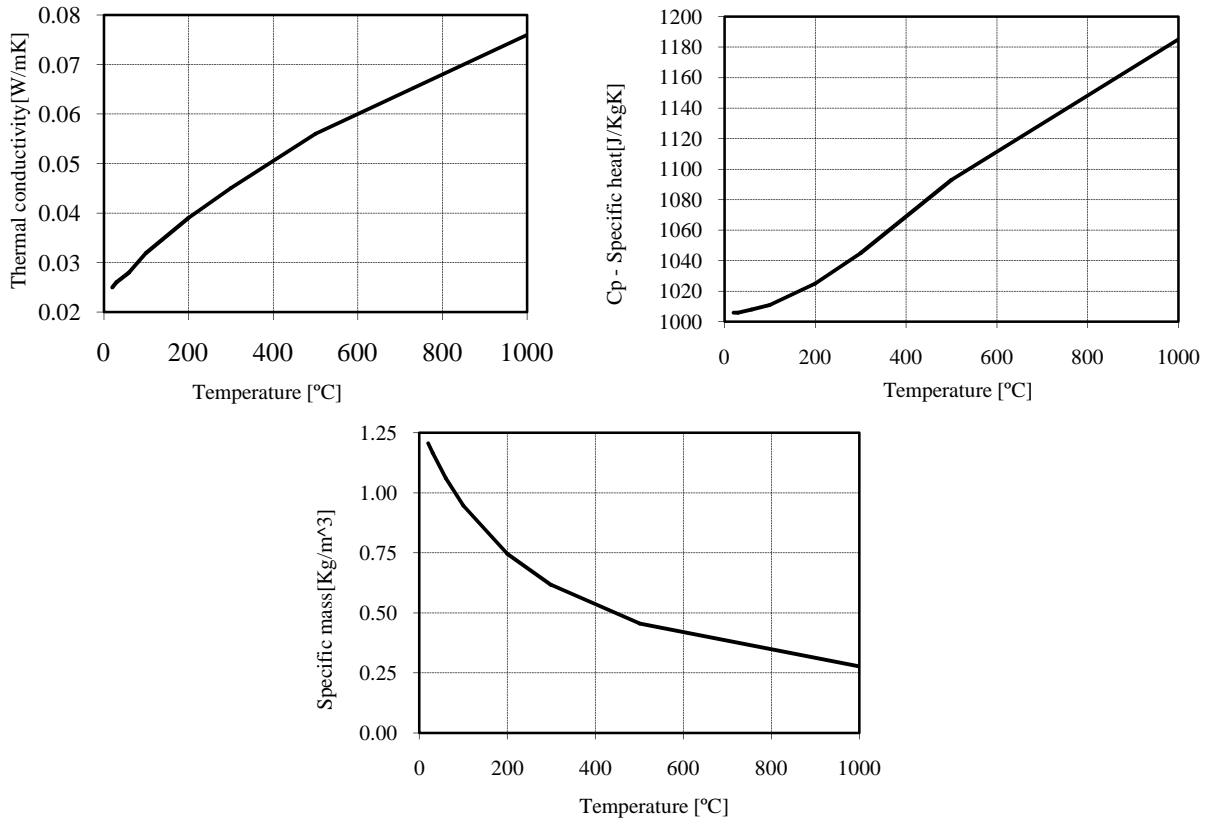 Thermal conductivity[W/mK]
0.08
0.07
0.06
0.05
0.04
0.03
0.02
0 200 400 600 800 1000
Temperature [ºC]
Cp - Specific heat[J/KgK]
1200
1180
1160
1140
1120
1100
1080
1060
1040
1020
1000
0 200 400 600 800 1000
Temperature [ºC]
Specific mass[Kg/m^3]
1.25
1.00
0.75
0.50
0.25
0.00
0 200 400 600 800 1000
Temperature [ºC]